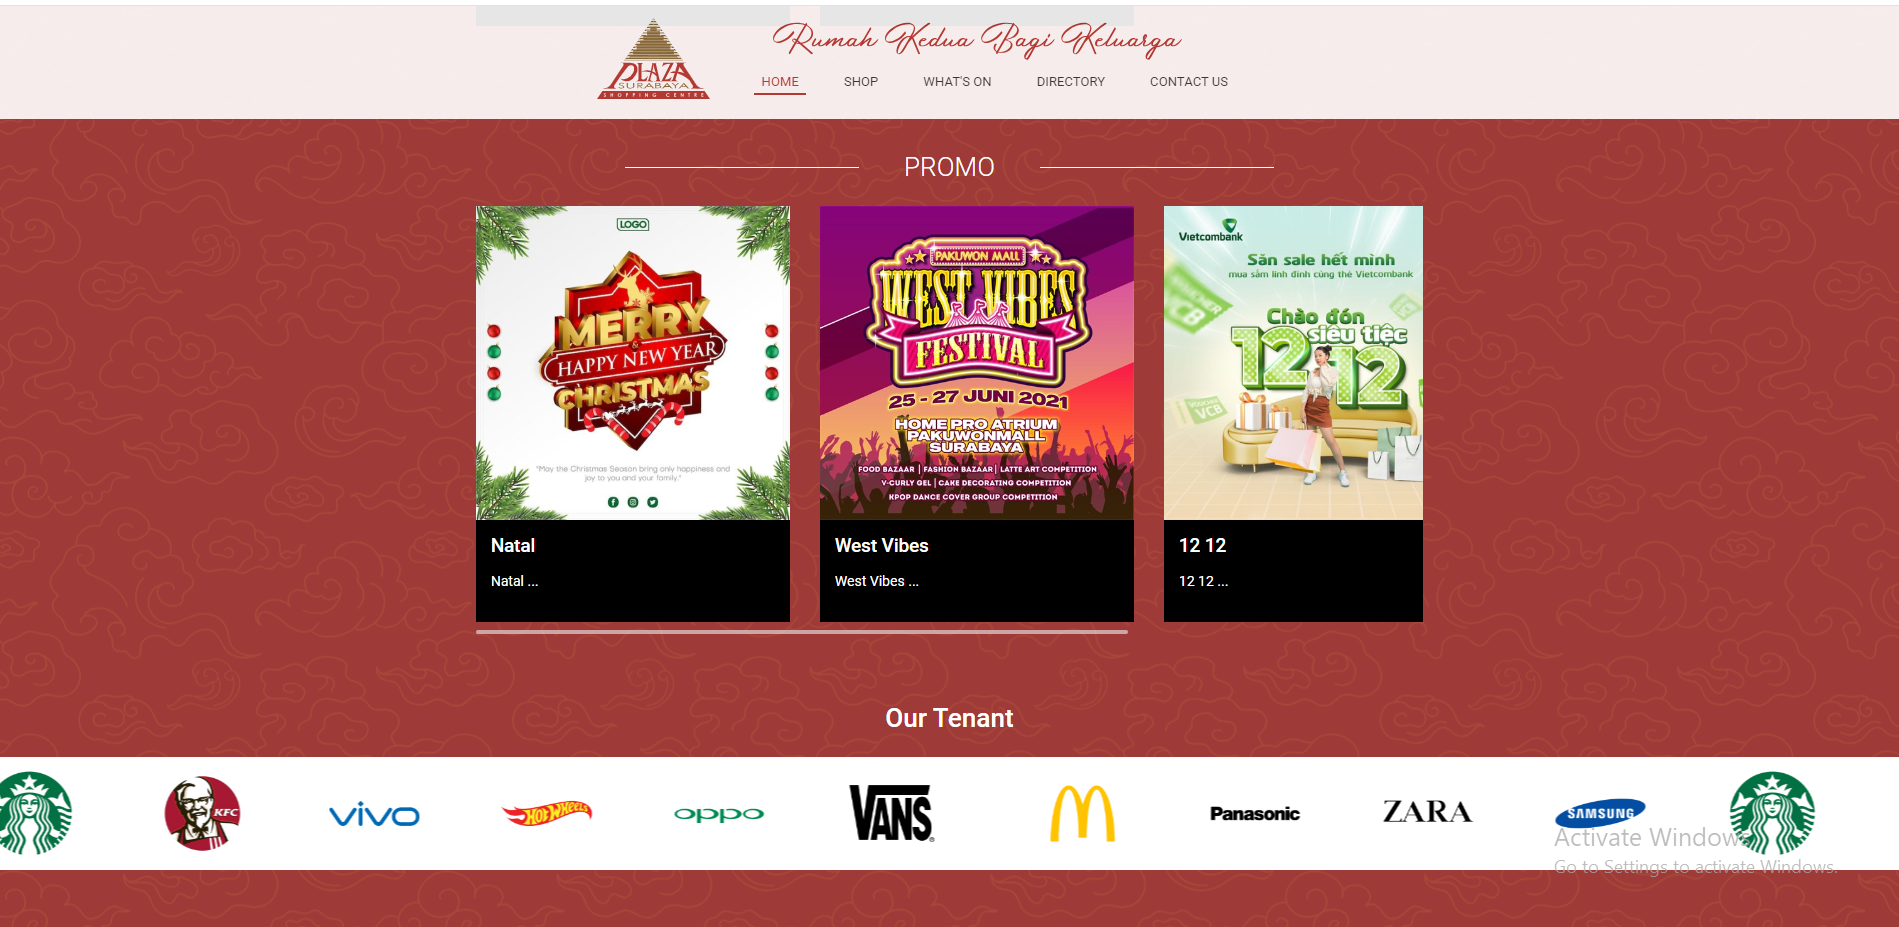 PLAZA
SURABAYA
SHOPPING CENTRE
Rumah Kedua Bagi Keluarga
HOME
SHOP
WHAT'S ON
DIRECTORY
CONTACT US
PROMO
LOGO
MERRY
&
HAPPY NEW YEAR
CHRISTMAS
"May the Christmas Season bring only happiness and
joy to you and your family."
Natal
Natal ...
PAKUWON MALL
WEST VIBES
FESTIVAL
25 - 27 JUNI 2021
HOME PRO ATRIUM
PAKUWONMALL
SURABAYA
FOOD BAZAAR | FASHION BAZAAR | LATTE ART COMPETITION
V-CURLY GEL | CAKE DECORATING COMPETITION
KPOP DANCE COVER GROUP COMPETITION
West Vibes
West Vibes ...
Vietcombank
Săn sale hết mình
mua sắm linh đình cùng thẻ Vietcombank
VOUCHER
VCB
Chào đón
siêu tiệc
12 12
VOUCHER
VCB
12 12
12 12 ...
Our Tenant
KFC
vivo
HOT WHEELS
oppo
VANS
Panasonic
ZARA
SAMSUNG
Activate Windows
Go to Settings to activate Windows.